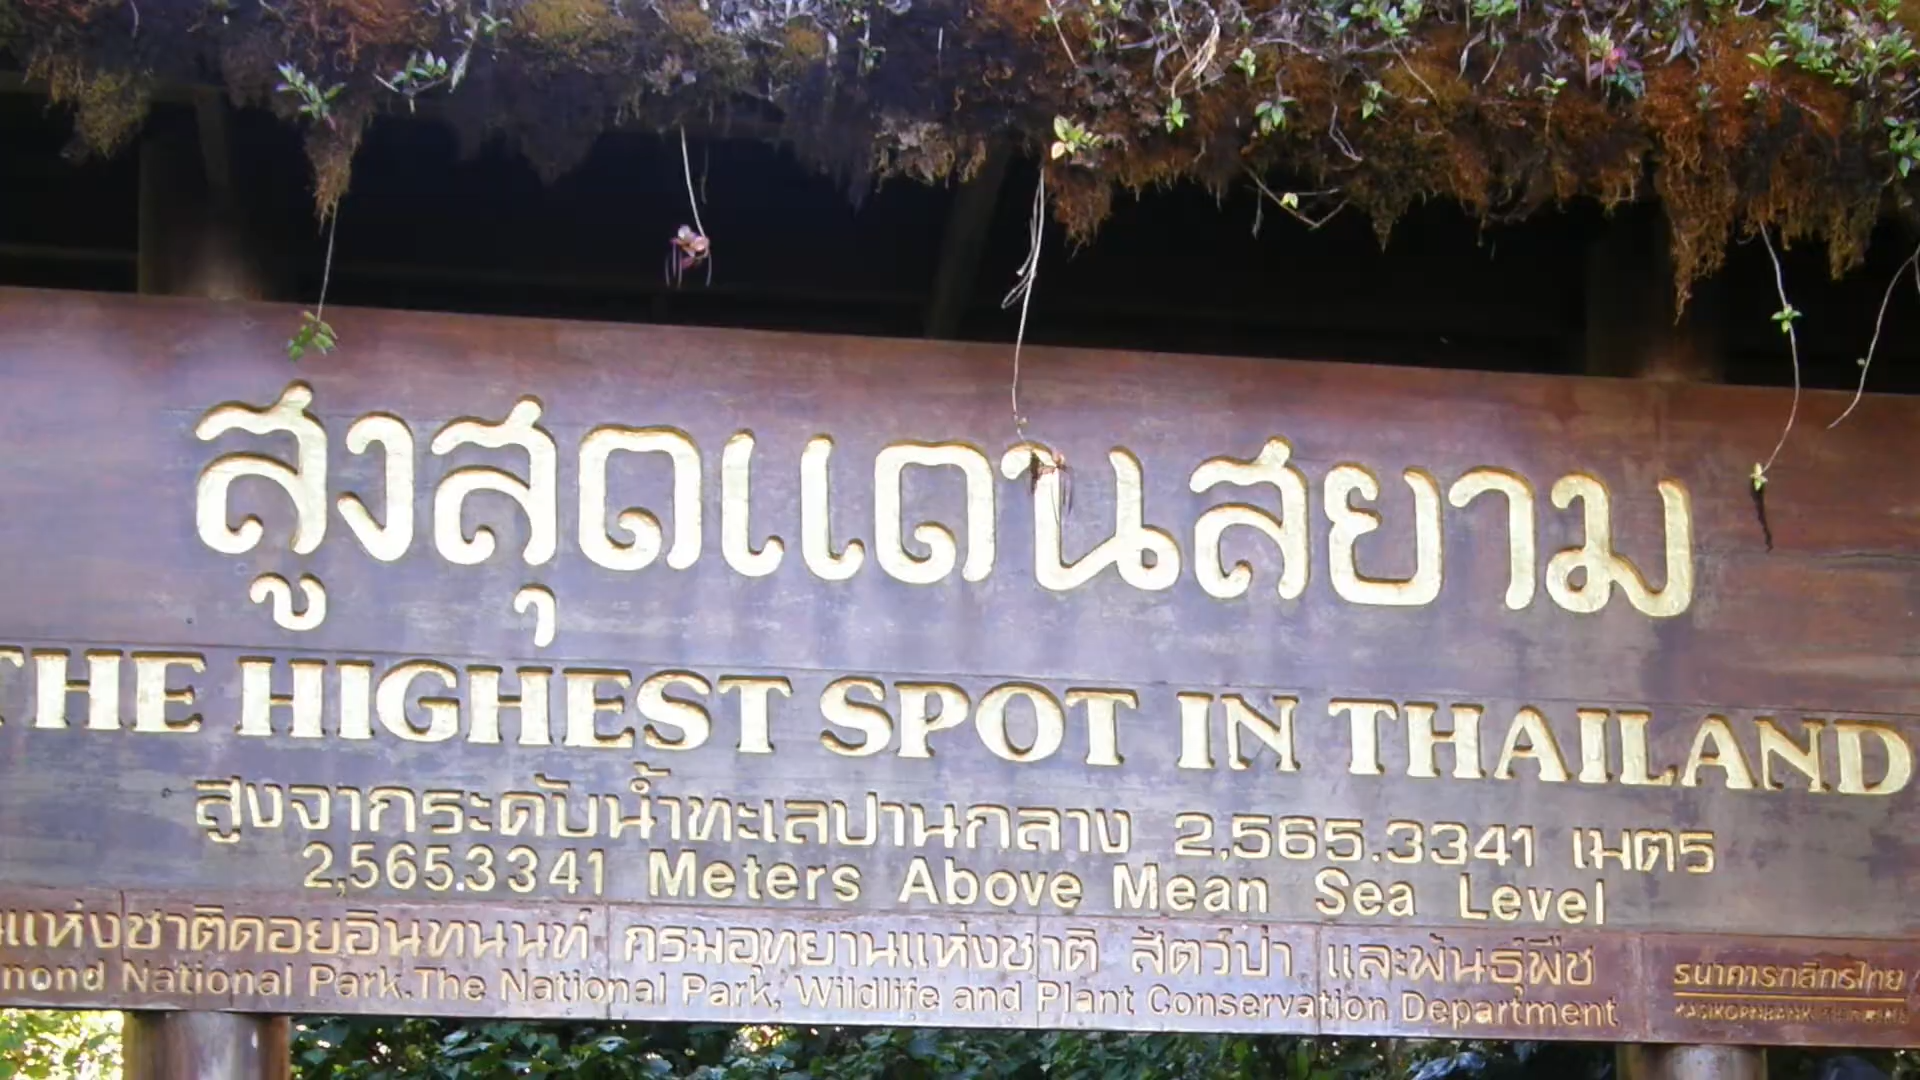 สูงสุดแดนสยาม
THE HIGHEST SPOT IN THAILAND
สูงจากระดับน้ำทะเลปานกลาง 2,565.3341 เมตร
2,565.3341 Meters Above Mean Sea Level
แห่งชาติดอยอินทนนท์ กรมอุทยานแห่งชาติ สัตว์ป่า และพันธุ์พืช
nond National Park.The National Park, Wildlife and Plant Conservation Department
ธนาคารกสิกรไทย
KASIKORNBANK